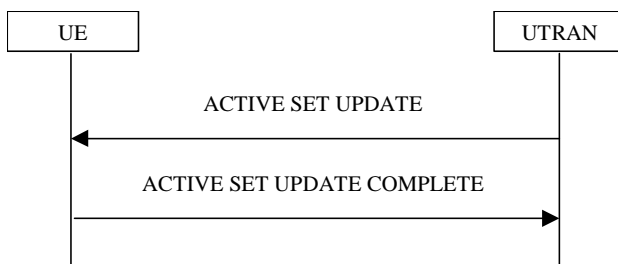 UE
UTRAN
ACTIVE SET UPDATE
ACTIVE SET UPDATE COMPLETE